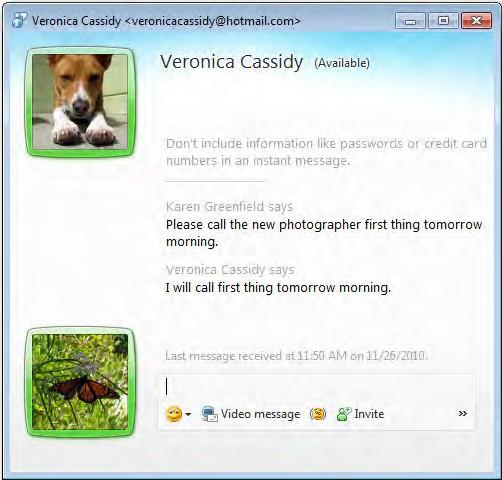 Veronica Cassidy <veronicacassidy@hotmail.com>
Veronica Cassidy (Available)
Don't include information like passwords or credit card
numbers in an instant message.
Karen Greenfield says
Please call the new photographer first thing tomorrow
morning.
Veronica Cassidy says
I will call first thing tomorrow morning.
Last message received at 11:50 AM on 11/26/2010.
Video message Invite »